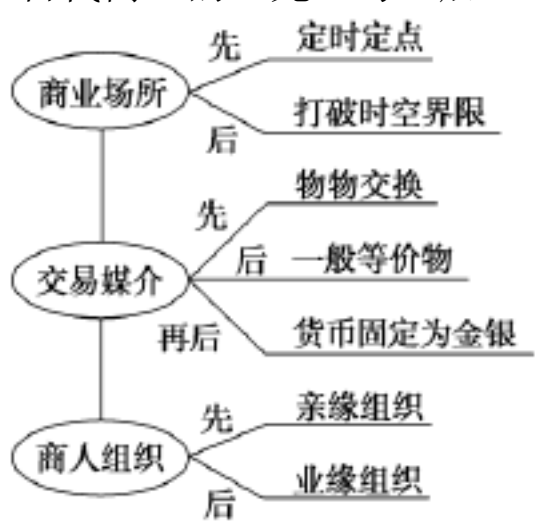 先
定时定点
商业场所
打破时空界限
后
物物交换
先
交易媒介
后
一般等价物
再后
货币固定为金银
先
亲缘组织
商人组织
业缘组织
后